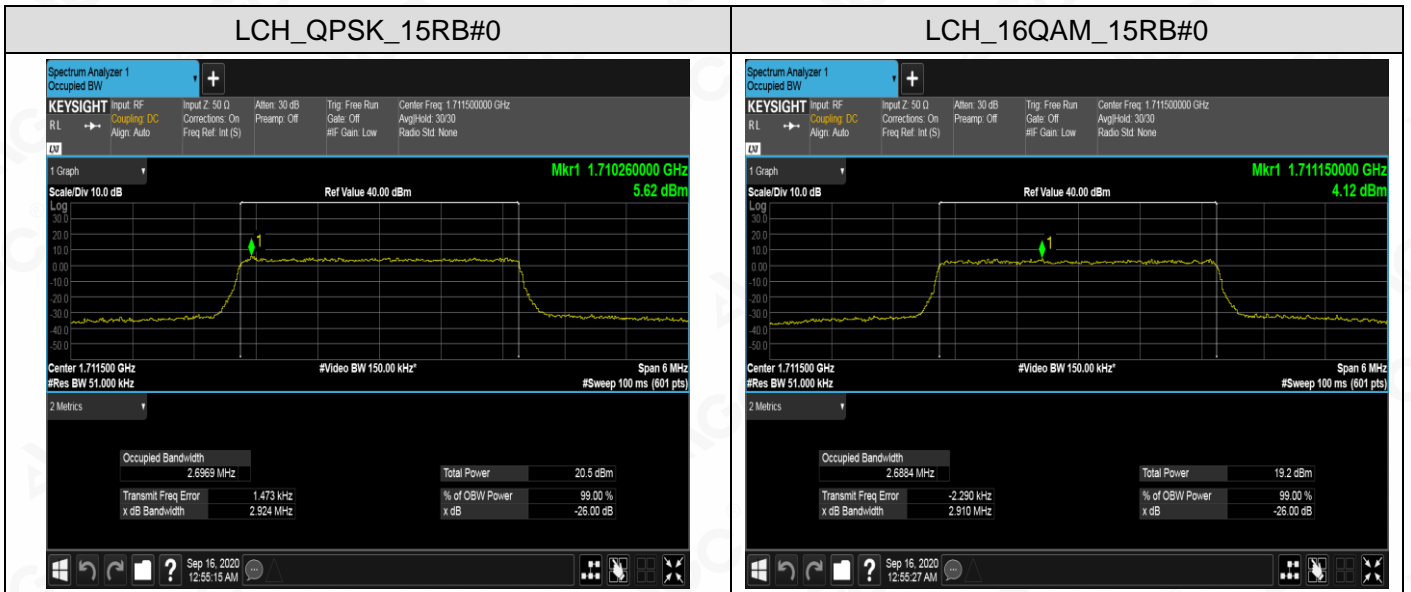 LCH_QPSK_15RB#0
Spectrum Analyzer 1
Occupied BW
+
KEYSIGHT Input: RF Input Z: 50 Ω Atten: 30 dB Trig: Free Run Center Freq: 1.711500000 GHz
RL Coupling: DC Corrections: On Preamp: Off Gate: Off Avg|Hold: 30/30
Align: Auto Freq Ref: Int (S) #IF Gain: Low Radio Std: None
LXI
1 Graph Mkr1 1.710260000 GHz
Scale/Div 10.0 dB Ref Value 40.00 dBm 5.62 dBm
Log
30.0
20.0
1
10.0
0.00
-10.0
-20.0
-30.0
-40.0
-50.0
Center 1.711500 GHz #Video BW 150.00 kHz* Span 6 MHz
#Res BW 51.000 kHz #Sweep 100 ms (601 pts)
2 Metrics
Occupied Bandwidth
2.6969 MHz Total Power 20.5 dBm
Transmit Freq Error 1.473 kHz % of OBW Power 99.00 %
x dB Bandwidth 2.924 MHz x dB -26.00 dB
? Sep 16, 2020
12:55:15 AM
LCH_16QAM_15RB#0
Spectrum Analyzer 1
Occupied BW
+
KEYSIGHT Input: RF Input Z: 50 Ω Atten: 30 dB Trig: Free Run Center Freq: 1.711500000 GHz
RL Coupling: DC Corrections: On Preamp: Off Gate: Off Avg|Hold: 30/30
Align: Auto Freq Ref: Int (S) #IF Gain: Low Radio Std: None
LXI
1 Graph Mkr1 1.711150000 GHz
Scale/Div 10.0 dB Ref Value 40.00 dBm 4.12 dBm
Log
30.0
20.0
1
10.0
0.00
-10.0
-20.0
-30.0
-40.0
-50.0
Center 1.711500 GHz #Video BW 150.00 kHz* Span 6 MHz
#Res BW 51.000 kHz #Sweep 100 ms (601 pts)
2 Metrics
Occupied Bandwidth
2.6884 MHz Total Power 19.2 dBm
Transmit Freq Error -2.290 kHz % of OBW Power 99.00 %
x dB Bandwidth 2.910 MHz x dB -26.00 dB
? Sep 16, 2020
12:55:27 AM